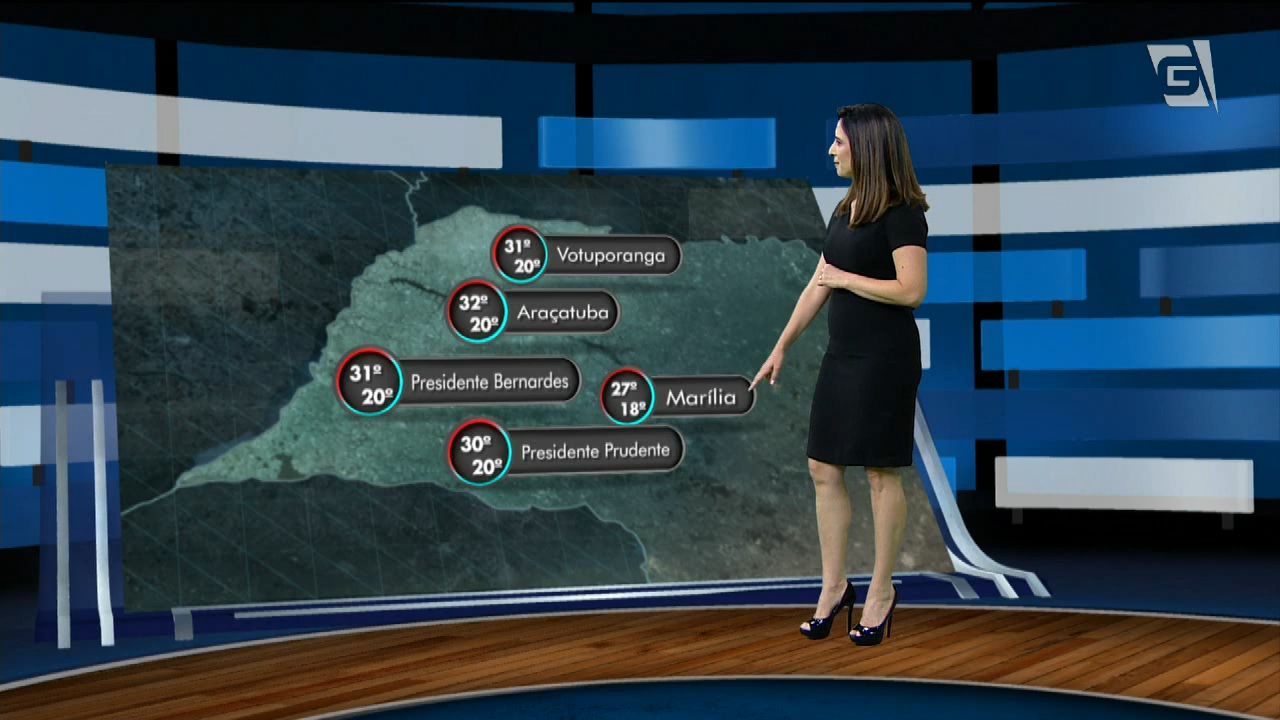 G
31º
20º
Votuporanga
32º
20º
Araçatuba
31º
20º
Presidente Bernardes
27º
18º
Marília
30º
20º
Presidente Prudente